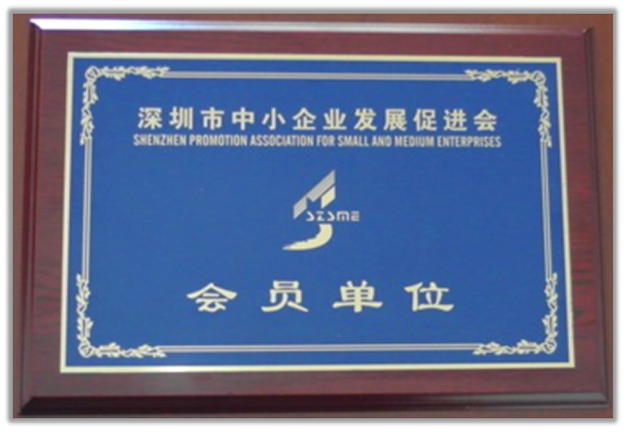 深圳市中小企业发展促进会
SHENZHEN PROMOTION ASSOCIATION FOR SMALL AND MEDIUM ENTERPRISES
SZSME
会员单位